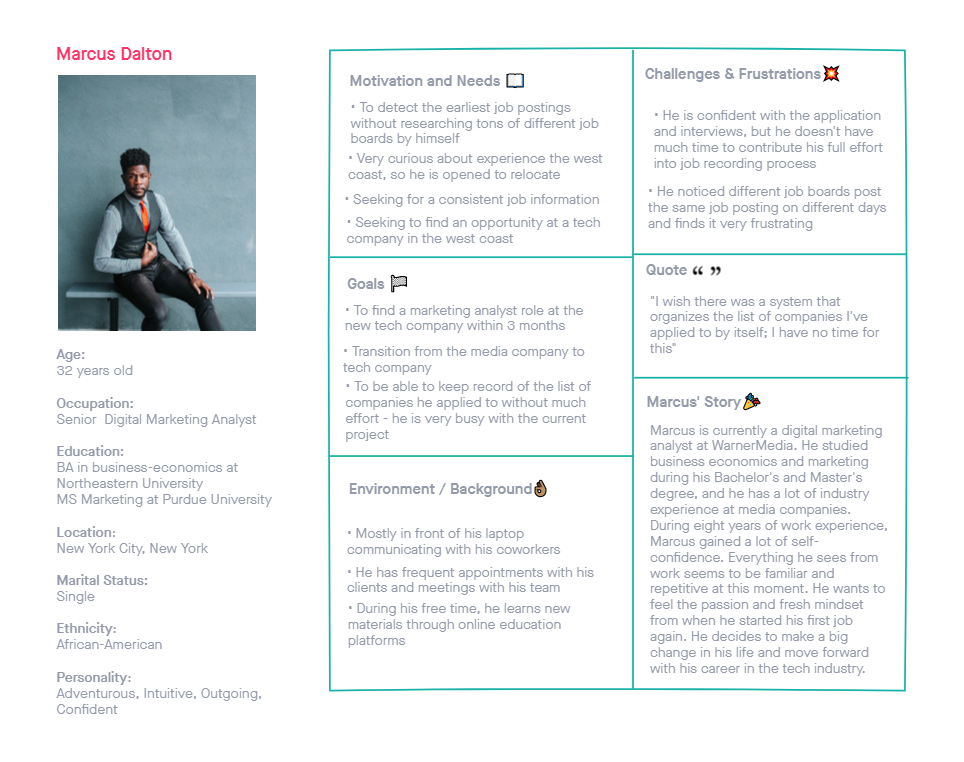 Marcus Dalton
Age:
32 years old
Occupation:
Senior Digital Marketing Analyst
Education:
BA in business-economics at
Northeastern University
MS Marketing at Purdue University
Location:
New York City, New York
Marital Status:
Single
Ethnicity:
African-American
Personality:
Adventurous, Intuitive, Outgoing,
Confident
Motivation and Needs
• To detect the earliest job postings
without researching tons of different job
boards by himself
• Very curious about experience the west
coast, so he is opened to relocate
• Seeking for a consistent job information
• Seeking to find an opportunity at a tech
company in the west coast
Goals
• To find a marketing analyst role at the
new tech company within 3 months
• Transition from the media company to
tech company
• To be able to keep record of the list of
companies he applied to without much
effort - he is very busy with the current
project
Environment / Background
• Mostly in front of his laptop
communicating with his coworkers
• He has frequent appointments with his
clients and meetings with his team
• During his free time, he learns new
materials through online education
platforms
Challenges & Frustrations
• He is confident with the application
and interviews, but he doesn't have
much time to contribute his full effort
into job recording process
• He noticed different job boards post
the same job posting on different days
and finds it very frustrating
Quote “ ”
"I wish there was a system that
organizes the list of companies I've
applied to by itself; I have no time for
this"
Marcus' Story
Marcus is currently a digital marketing
analyst at WarnerMedia. He studied
business economics and marketing
during his Bachelor's and Master's
degree, and he has a lot of industry
experience at media companies.
During eight years of work experience,
Marcus gained a lot of self-
confidence. Everything he sees from
work seems to be familiar and
repetitive at this moment. He wants to
feel the passion and fresh mindset
from when he started his first job
again. He decides to make a big
change in his life and move forward
with his career in the tech industry.